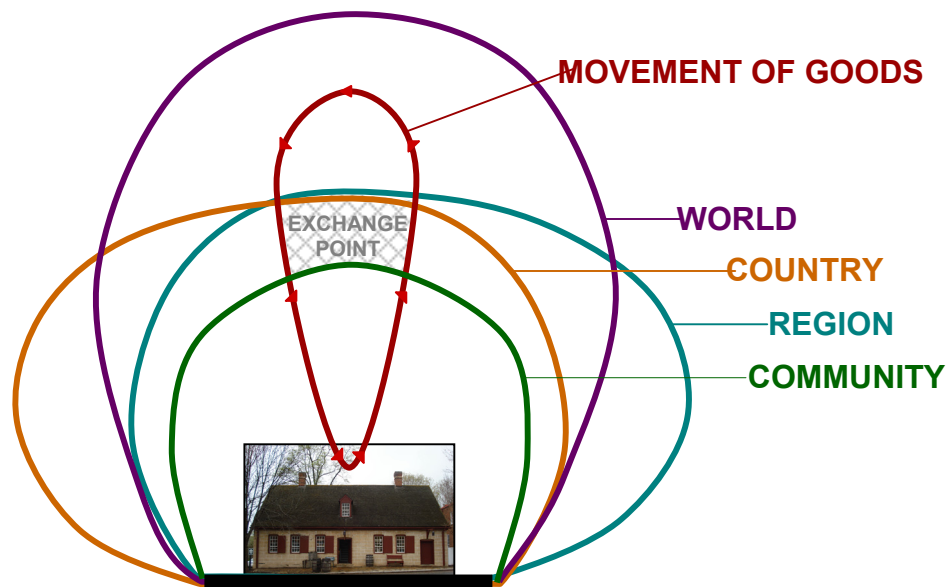 MOVEMENT OF GOODS
EXCHANGE
POINT
WORLD
COUNTRY
REGION
COMMUNITY